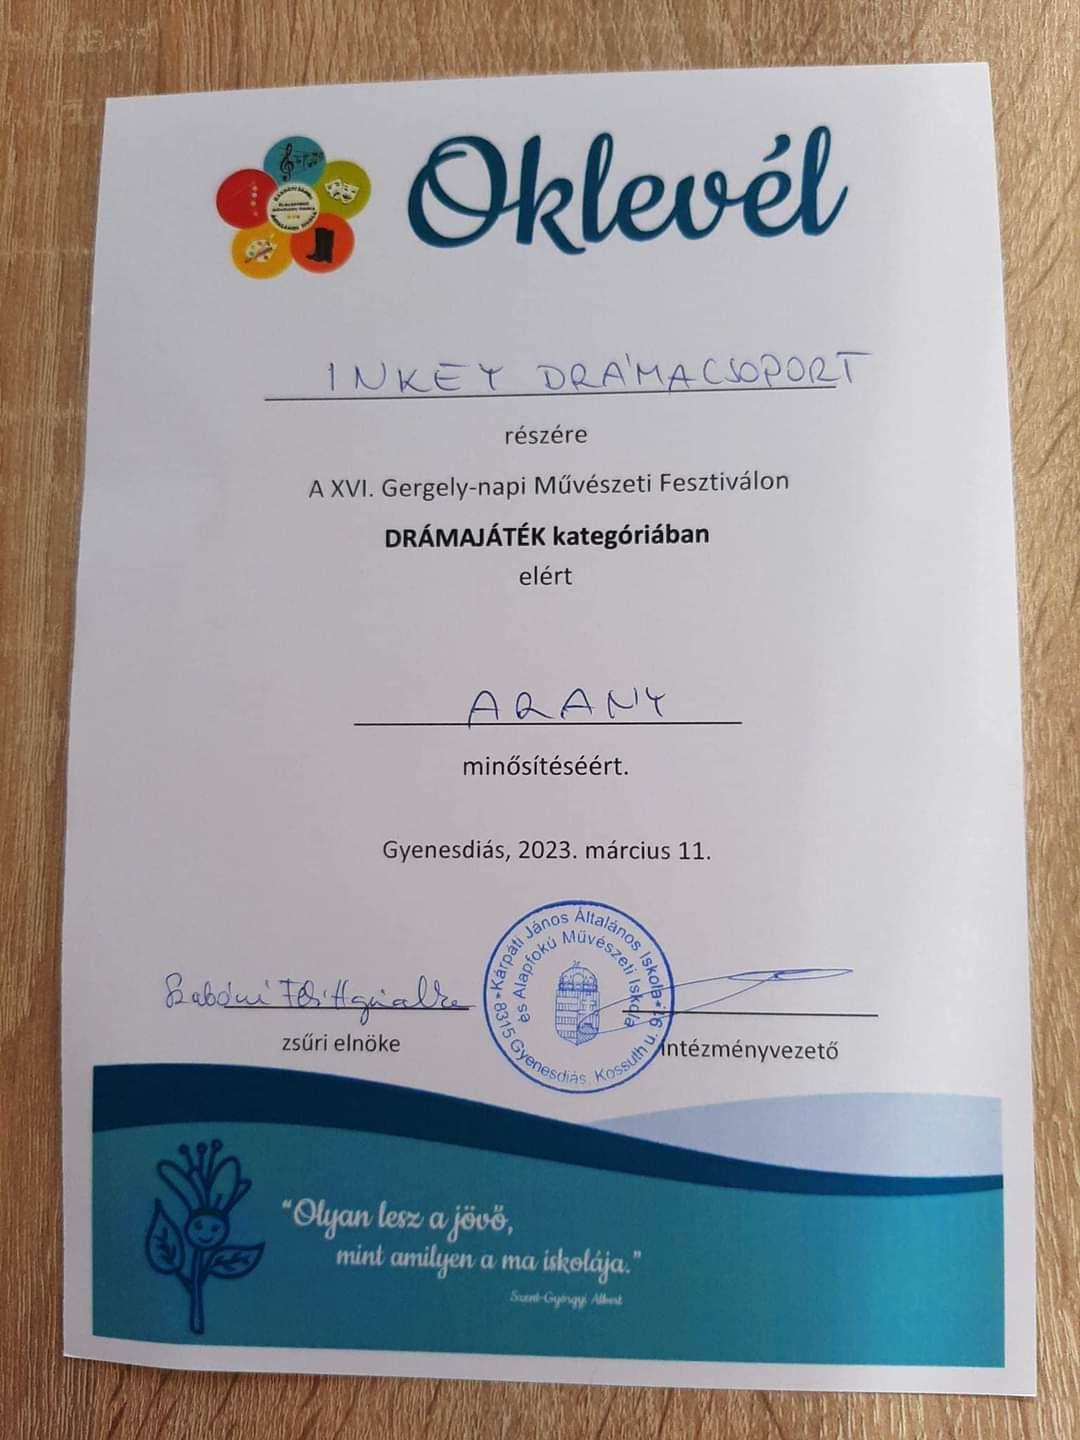 Oklevél
INKEY DRÁMACSOPORT
részére
A XVI. Gergely-napi Művészeti Fesztiválon
DRÁMAJÁTÉK kategóriában
elért
ARANY
minősítéséért.
Gyenesdiás, 2023. március 11.
Kárpáti János Általános Iskola
és Alapfokú Művészeti Iskola
8315 Gyenesdiás, Kossuth u. 91.
zsűri elnöke
intézményvezető
"Olyan lesz a jövő,
mint amilyen a ma iskolája."
Szent-Györgyi Albert